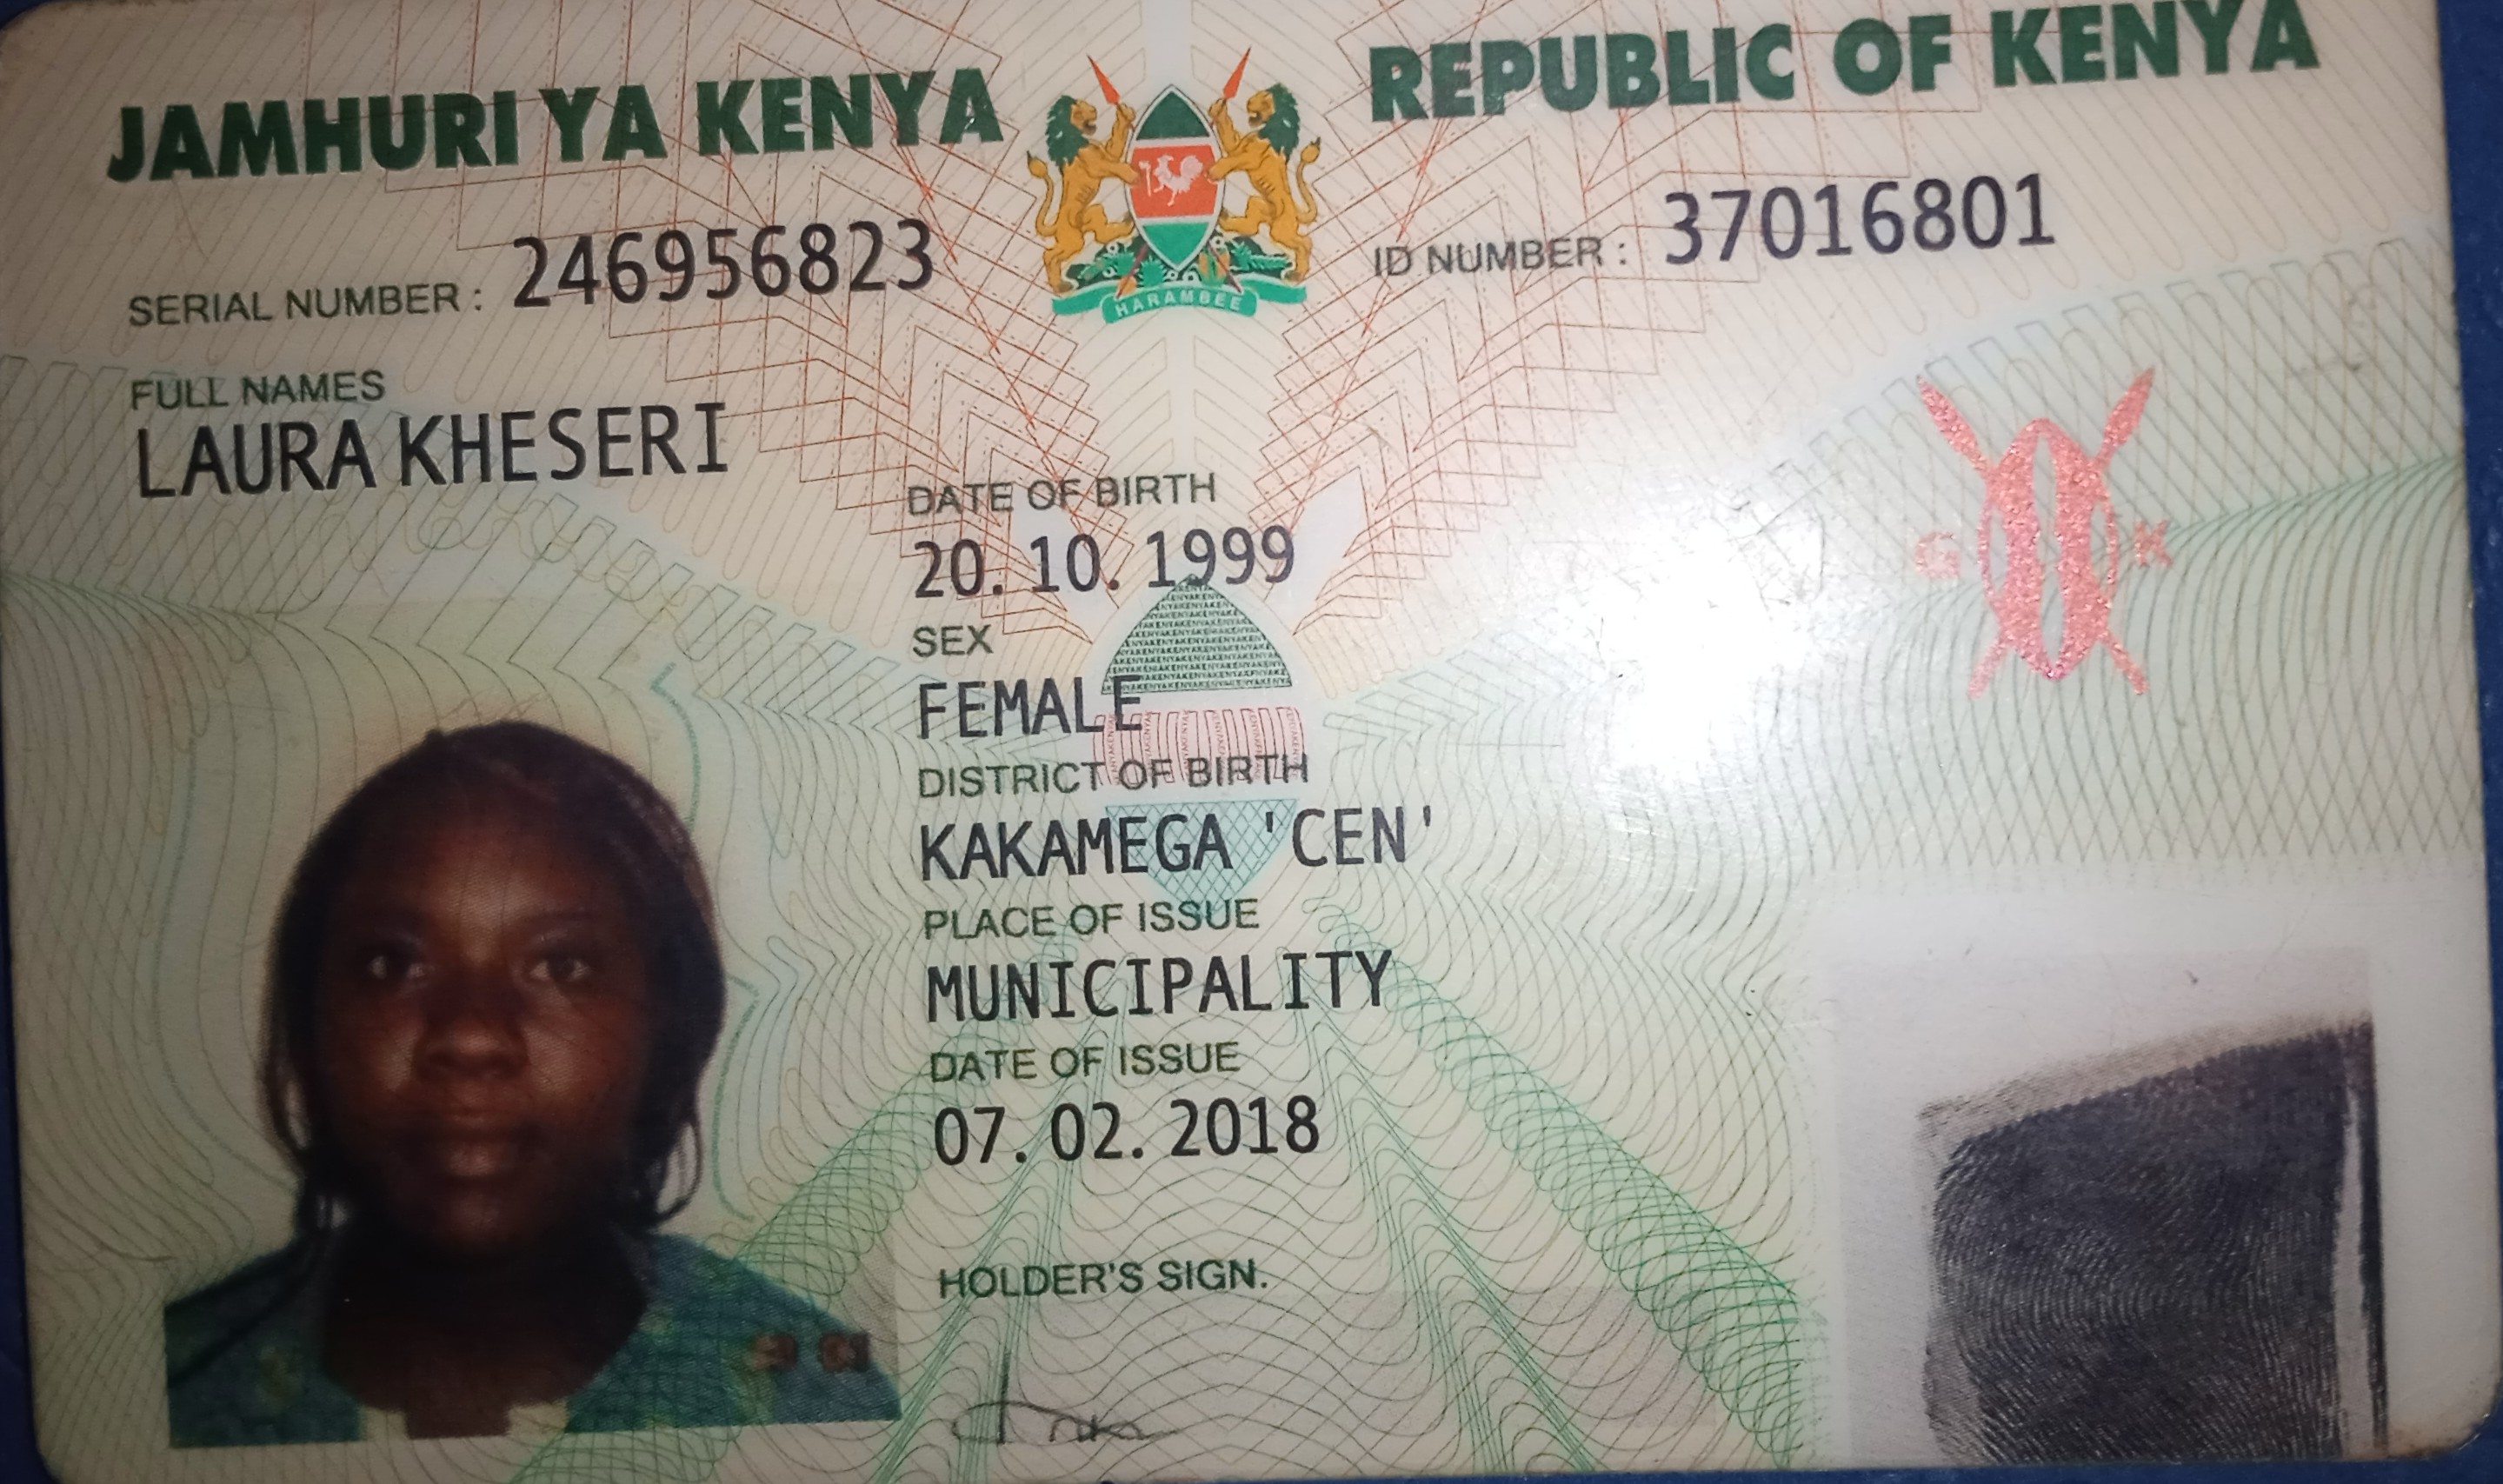 JAMHURI YA KENYA
REPUBLIC OF KENYA
HARAMBEE
SERIAL NUMBER : 246956823
ID NUMBER : 37016801
FULL NAMES
LAURA KHESERI
DATE OF BIRTH
20. 10. 1999
SEX
FEMALE
DISTRICT OF BIRTH
KAKAMEGA 'CEN'
PLACE OF ISSUE
MUNICIPALITY
DATE OF ISSUE
07. 02. 2018
HOLDER'S SIGN.
G K